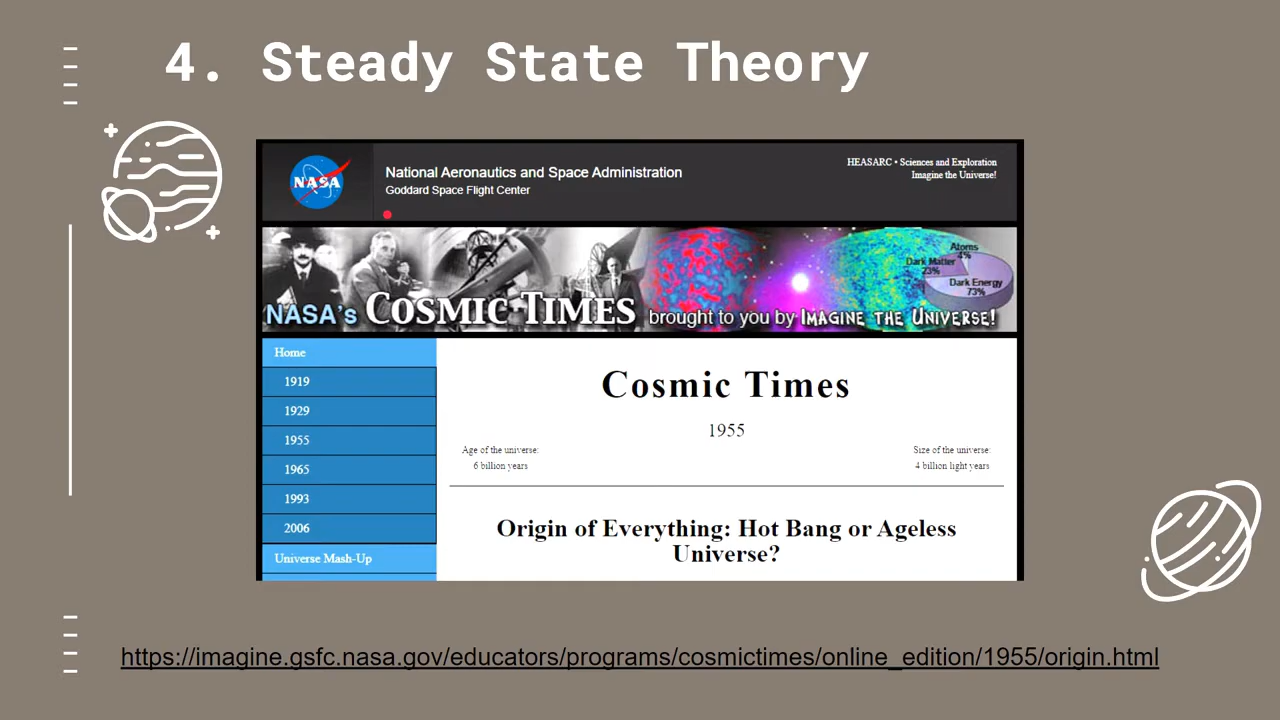 4. Steady State Theory
NASA
National Aeronautics and Space Administration
Goddard Space Flight Center
HEASARC • Sciences and Exploration
Imagine the Universe!
Atoms
4%
Dark Matter
23%
Dark Energy
73%
NASA's COSMIC TIMES brought to you by IMAGINE THE UNIVERSE!
Home
1919
1929
1955
1965
1993
2006
Universe Mash-Up
Cosmic Times
1955
Age of the universe:
6 billion years
Size of the universe:
4 billion light years
Origin of Everything: Hot Bang or Ageless
Universe?
https://imagine.gsfc.nasa.gov/educators/programs/cosmictimes/online_edition/1955/origin.html